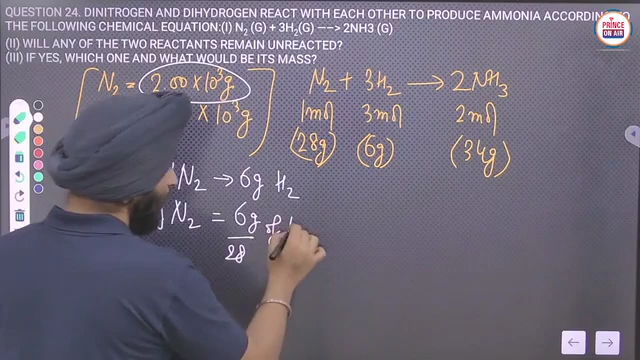 QUESTION 24. DINITROGEN AND DIHYDROGEN REACT WITH EACH OTHER TO PRODUCE AMMONIA ACCORDING TO
THE FOLLOWING CHEMICAL EQUATION:(I) N2 (G) + 3H2(G) ---> 2NH3 (G)
(II) WILL ANY OF THE TWO REACTANTS REMAIN UNREACTED?
(III) IF YES, WHICH ONE AND WHAT WOULD BE ITS MASS?
PRINCE
ON AIR
N₂ = 2.00 × 10³g
× 10³g
N₂ + 3H₂ → 2NH₃
1mol 3mol 2mol
(28g) (6g) (34g)
N₂ → 6g H₂
N₂ = 6g/28 of